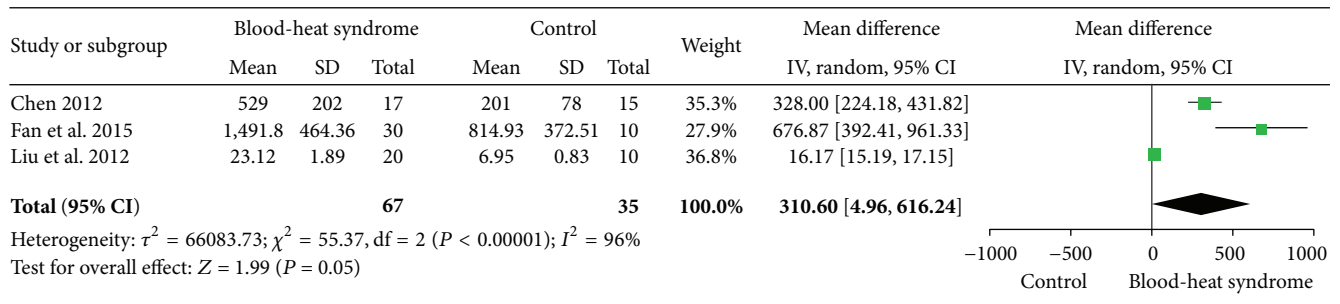 Study or subgroup Blood-heat syndrome Control Weight Mean difference Mean difference
Mean SD Total Mean SD Total IV, random, 95% CI IV, random, 95% CI
Chen 2012 529 202 17 201 78 15 35.3% 328.00 [224.18, 431.82]
Fan et al. 2015 1,491.8 464.36 30 814.93 372.51 10 27.9% 676.87 [392.41, 961.33]
Liu et al. 2012 23.12 1.89 20 6.95 0.83 10 36.8% 16.17 [15.19, 17.15]
Total (95% CI) 67 35 100.0% 310.60 [4.96, 616.24]
Heterogeneity: τ² = 66083.73; χ² = 55.37, df = 2 (P < 0.00001); I² = 96%
Test for overall effect: Z = 1.99 (P = 0.05)
−1000 −500 0 500 1000
Control Blood-heat syndrome